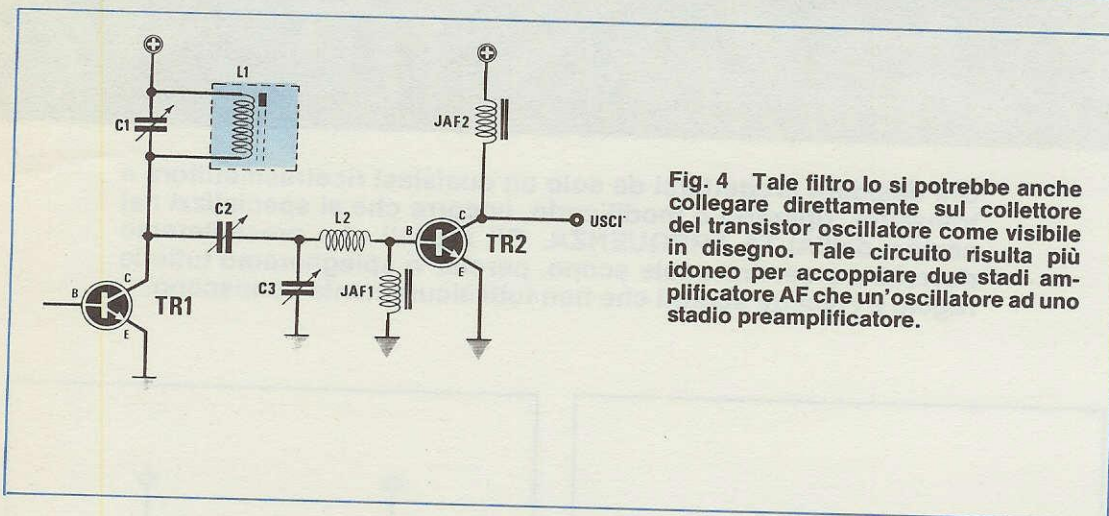 L1
C1
JAF2
Fig. 4 Tale filtro lo si potrebbe anche
collegare direttamente sul collettore
del transistor oscillatore come visibile
in disegno. Tale circuito risulta più
idoneo per accoppiare due stadi am-
plificatore AF che un'oscillatore ad uno
stadio preamplificatore.
C2
L2
C
USCI
B
TR2
C
C3
JAF1
B
TR1
E